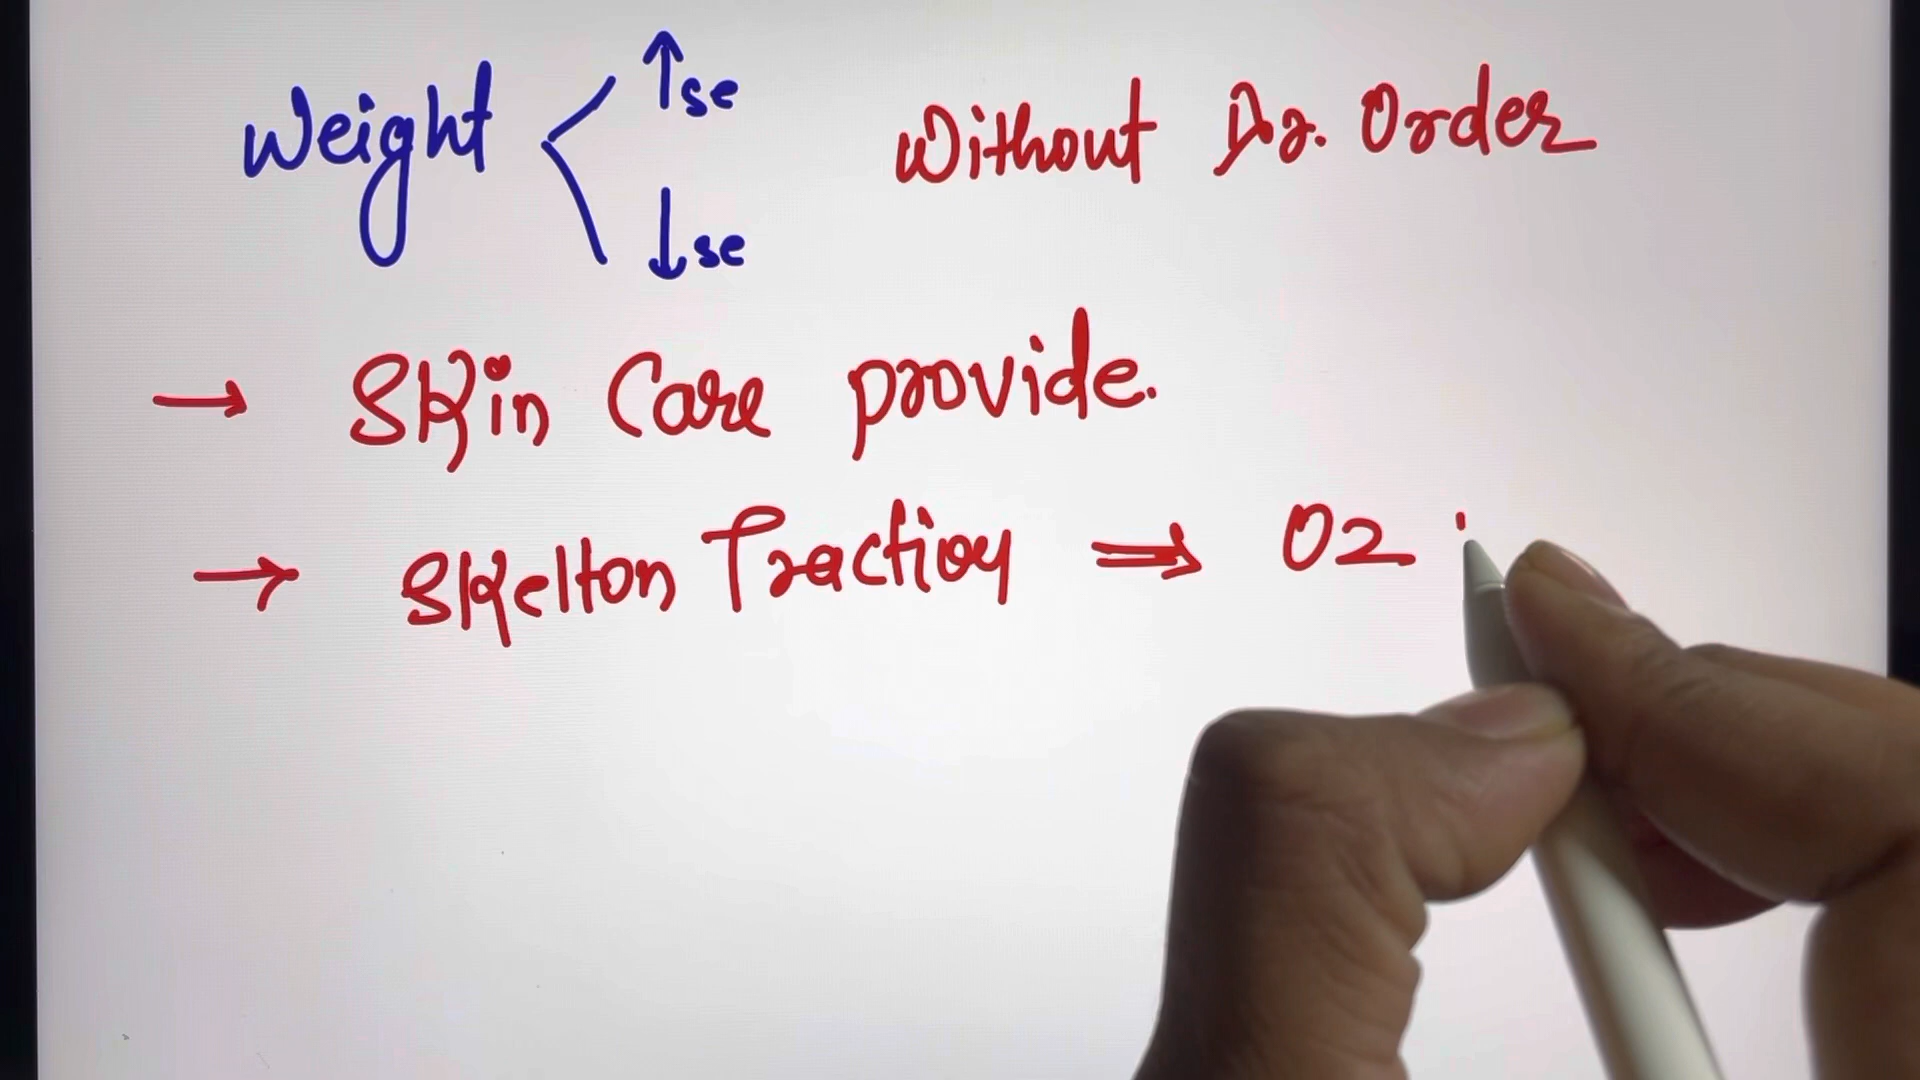 Weight < ↑se Without Dr. Order
↓se
→ Skin Care provide.
→ Skelton Traction ⇒ 02